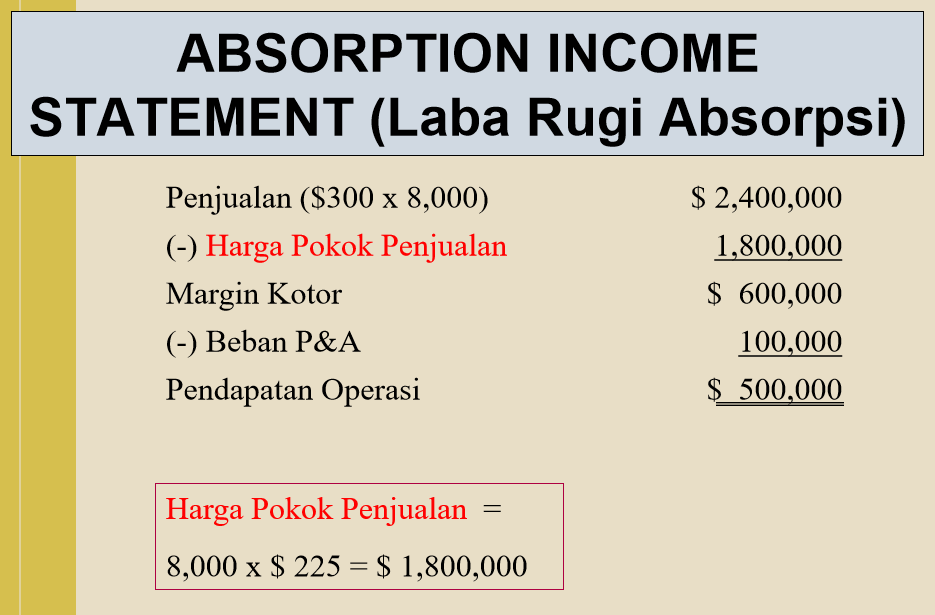 ABSORPTION INCOME
STATEMENT (Laba Rugi Absorpsi)
Penjualan ($300 x 8,000) $ 2,400,000
(-) Harga Pokok Penjualan 1,800,000
Margin Kotor $ 600,000
(-) Beban P&A 100,000
Pendapatan Operasi $ 500,000
Harga Pokok Penjualan =
8,000 x $ 225 = $ 1,800,000